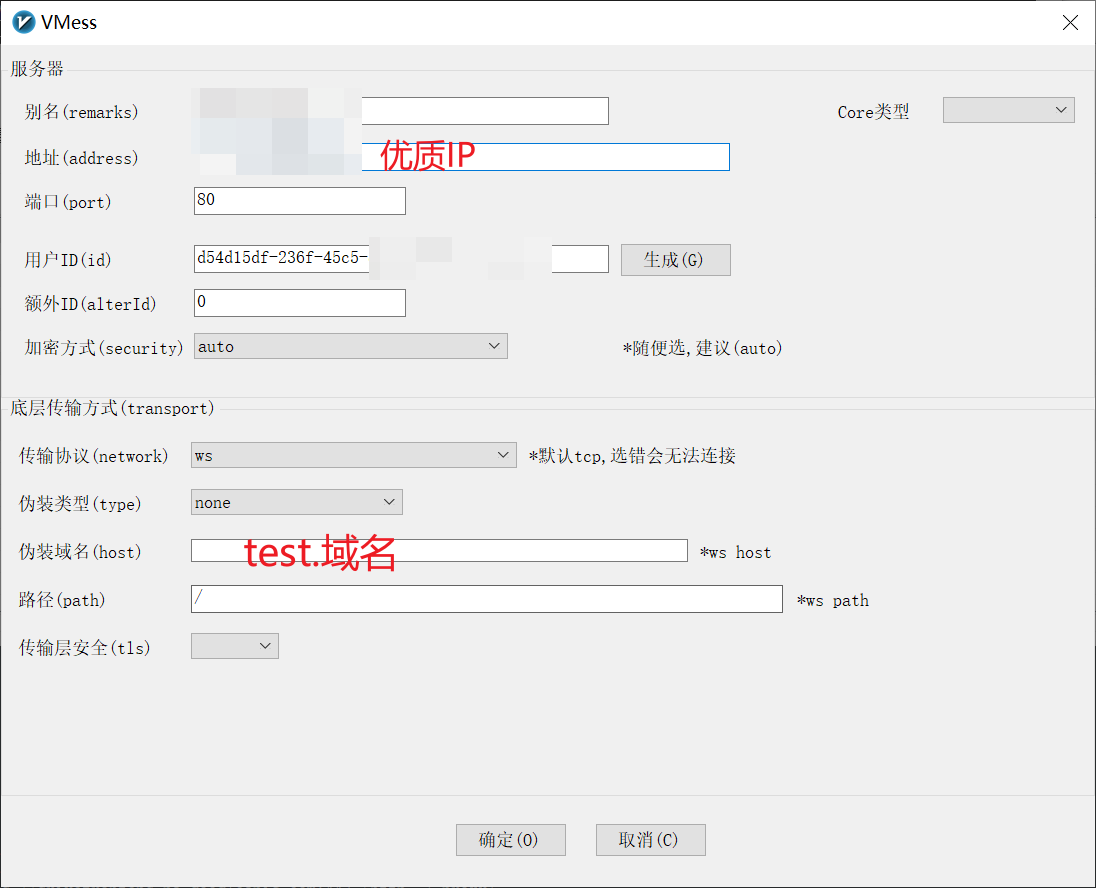 VMess
服务器
别名(remarks)
Core类型
地址(address)
优质IP
端口(port)
80
用户ID(id)
d54d15df-236f-45c5-
生成(G)
额外ID(alterId)
0
加密方式(security)
auto
*随便选,建议(auto)
底层传输方式(transport)
传输协议(network)
ws
*默认tcp,选错会无法连接
伪装类型(type)
none
伪装域名(host)
test.域名
*ws host
路径(path)
/
*ws path
传输层安全(tls)
确定(O)
取消(C)